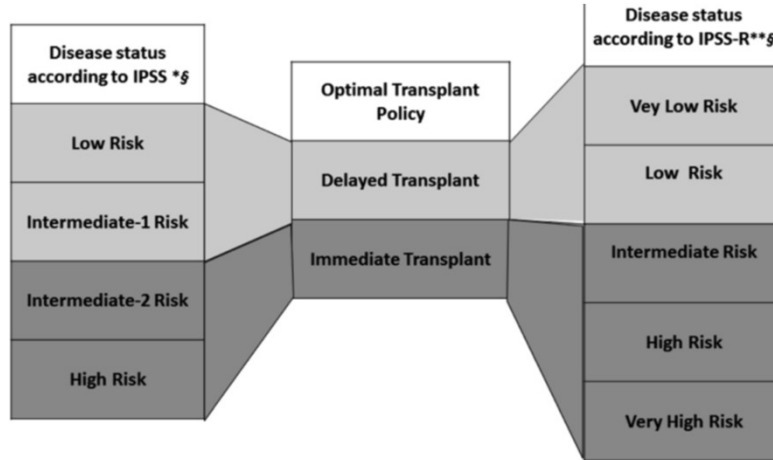 Disease status
according to IPSS *§
Low Risk
Intermediate-1 Risk
Intermediate-2 Risk
High Risk
Optimal Transplant
Policy
Delayed Transplant
Immediate Transplant
Disease status
according to IPSS-R**§
Vey Low Risk
Low Risk
Intermediate Risk
High Risk
Very High Risk